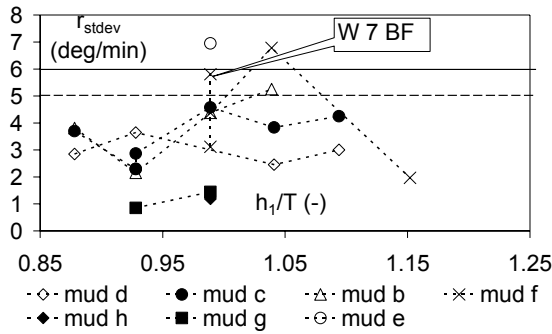 8
r_stdev
W 7 BF
7
(deg/min)
6
5
4
3
2
h₁/T (-)
1
0
0.85 0.95 1.05 1.15 1.25
mud d mud c mud b mud f
mud h mud g mud e